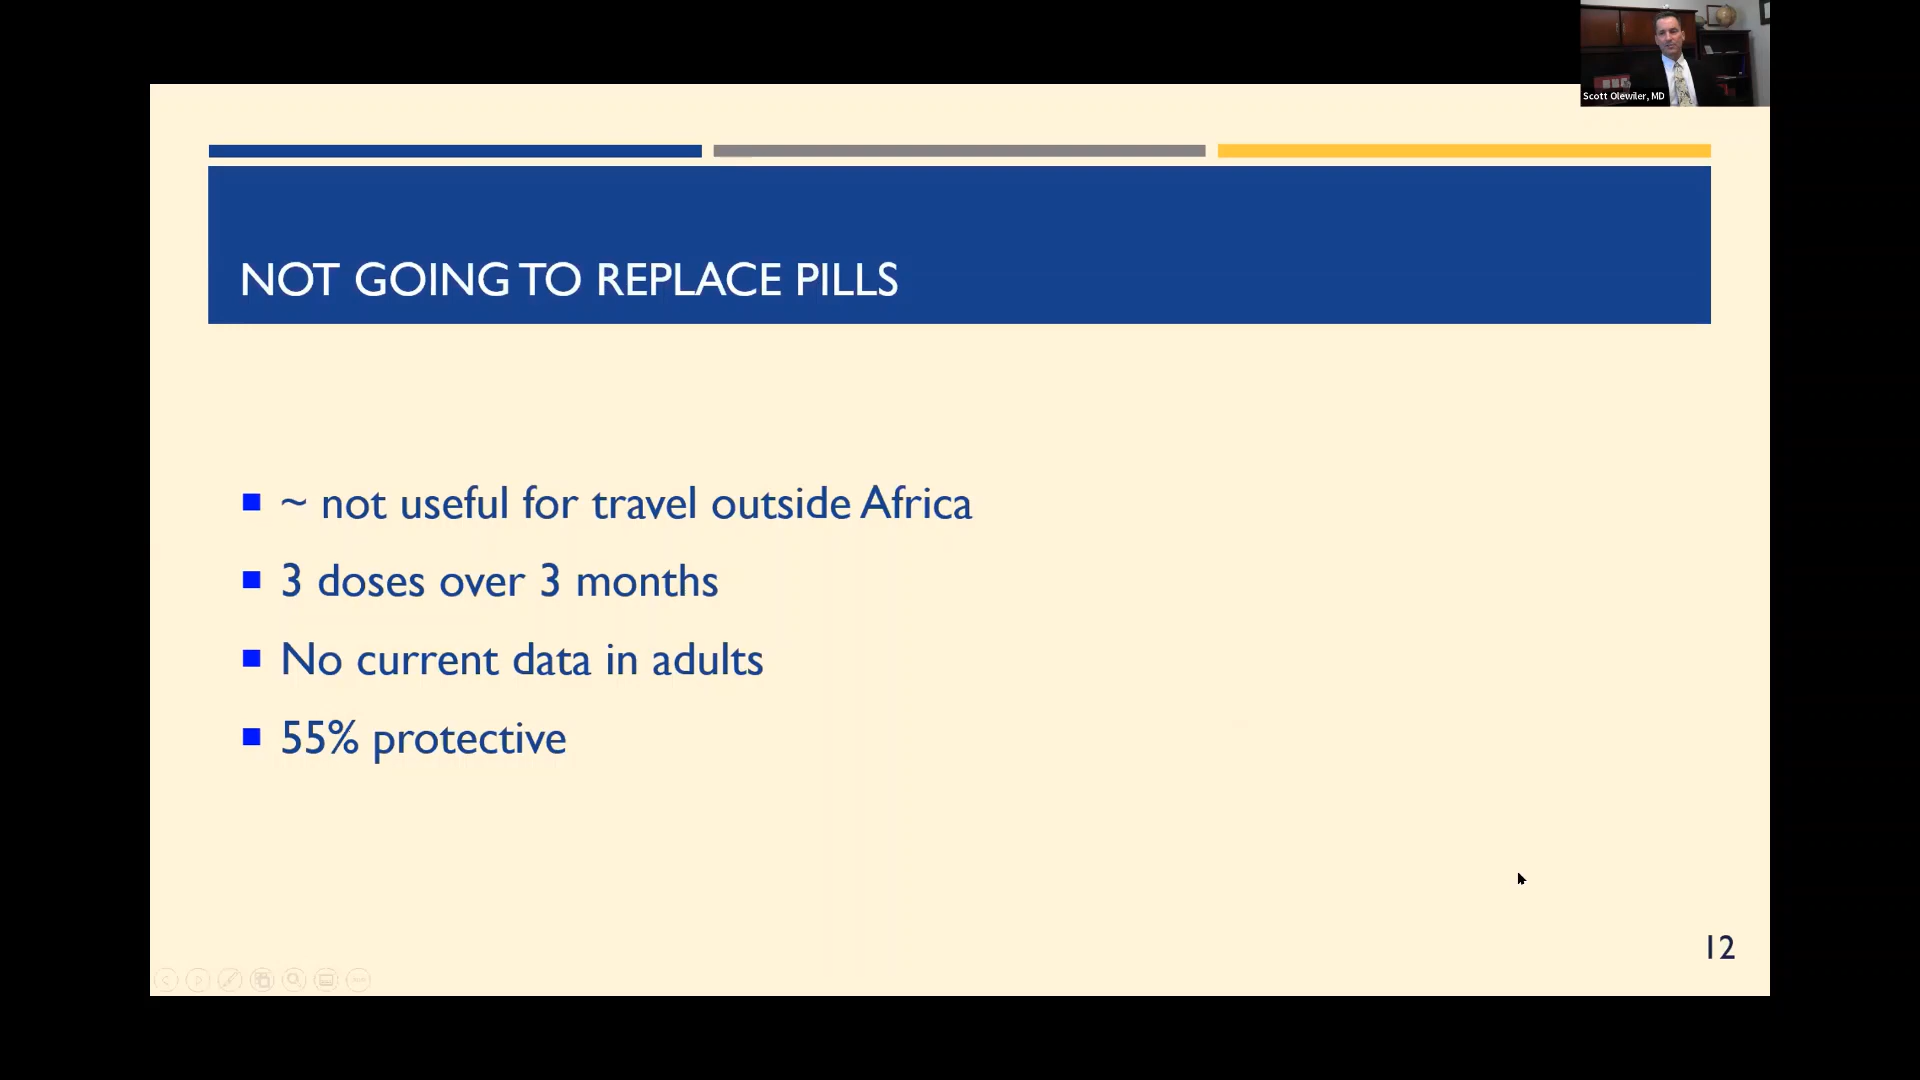 Scott Olewiler, MD
NOT GOING TO REPLACE PILLS
~ not useful for travel outside Africa
3 doses over 3 months
No current data in adults
55% protective
12